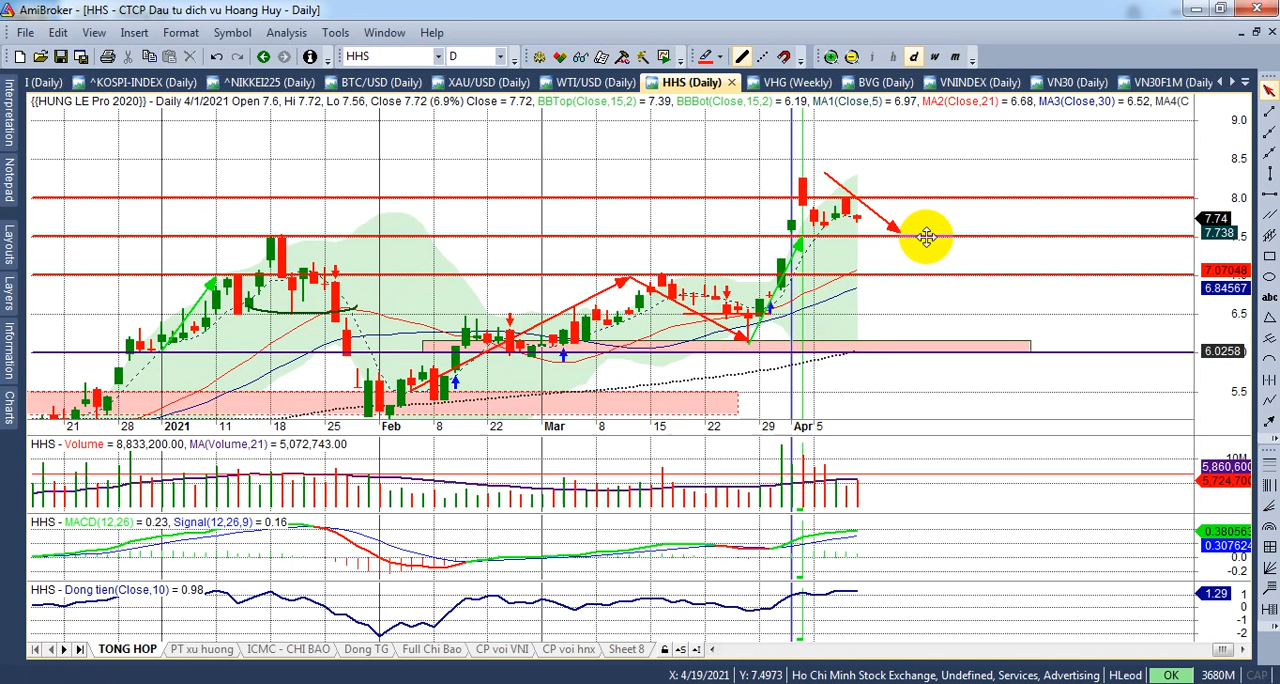 AmiBroker - [HHS - CTCP Dau tu dich vu Hoang Huy - Daily]
File Edit View Insert Format Symbol Analysis Tools Window Help
HHS D i h d w m
I (Daily) ^KOSPI-INDEX (Daily) ^NIKKEI225 (Daily) BTC/USD (Daily) XAU/USD (Daily) WTI/USD (Daily) HHS (Daily) VHG (Weekly) BVG (Daily) VNINDEX (Daily) VN30 (Daily) VN30F1M (Daily
{{HUNG LE Pro 2020}} - Daily 4/1/2021 Open 7.6, Hi 7.72, Lo 7.56, Close 7.72 (6.9%) Close = 7.72, BBTop(Close,15,2) = 7.39, BBBot(Close,15,2) = 6.19, MA1(Close,5) = 6.97, MA2(Close,21) = 6.68, MA3(Close,30) = 6.52, MA4(C
Interpretation
Notepad
Layouts
Layers
Information
Charts
abc
9.0
8.5
8.0
7.74
7.738
7.07048
6.84567
6.5
6.0258
5.5
21 28 2021 11 18 25 Feb 8 22 Mar 8 15 22 29 Apr 5
HHS - Volume = 8,833,200.00, MA(Volume,21) = 5,072,743.00
10M
5,860,600
5,724,700
HHS - MACD(12,26) = 0.23, Signal(12,26,9) = 0.16
0.380563
0.307624
0.0
-0.2
HHS - Dong tien(Close,10) = 0.98
1.29
1
0
-1
-2
TONG HOP PT xu huong ICMC - CHI BAO Dong TG Full Chi Bao CP voi VNI CP voi hnx Sheet 8
X: 4/19/2021 Y: 7.4973 Ho Chi Minh Stock Exchange, Undefined, Services, Advertising HLeod OK 3680M CAP